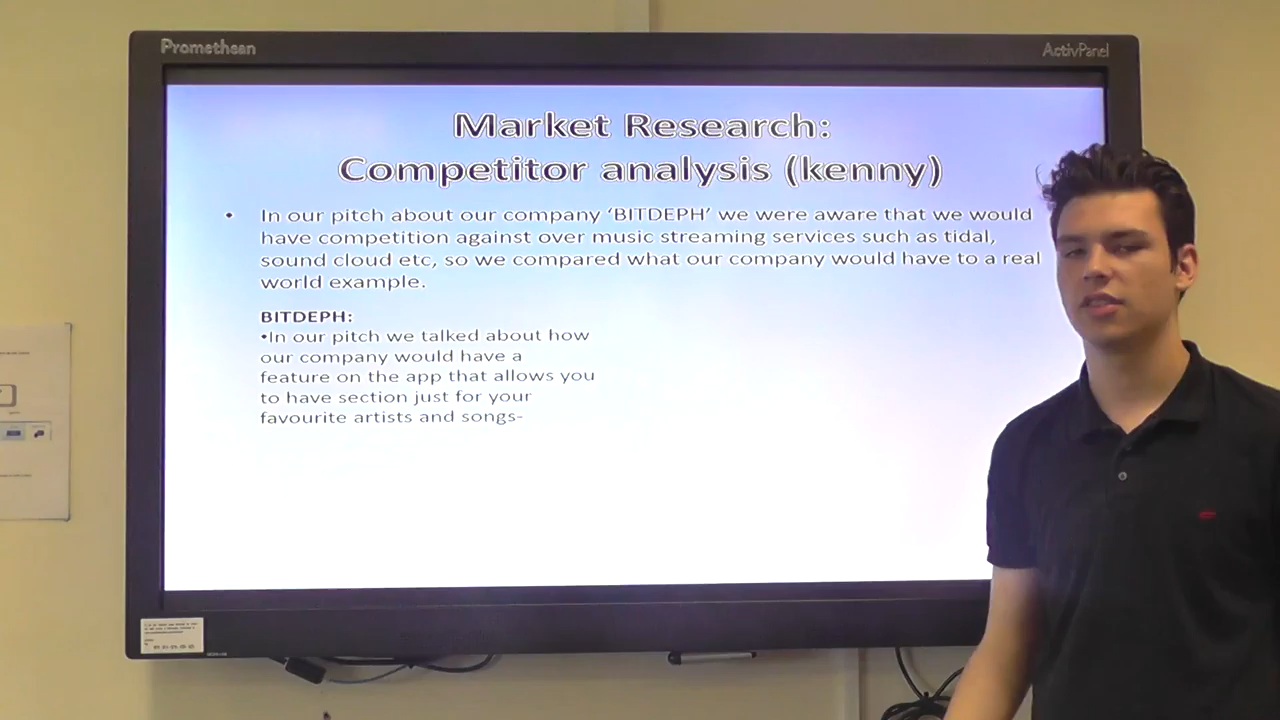 Promethean
ActivPanel
Market Research:
Competitor analysis (kenny)
• In our pitch about our company ‘BITDEPH’ we were aware that we would
have competition against over music streaming services such as tidal,
sound cloud etc, so we compared what our company would have to a real
world example.
BITDEPH:
•In our pitch we talked about how
our company would have a
feature on the app that allows you
to have section just for your
favourite artists and songs-